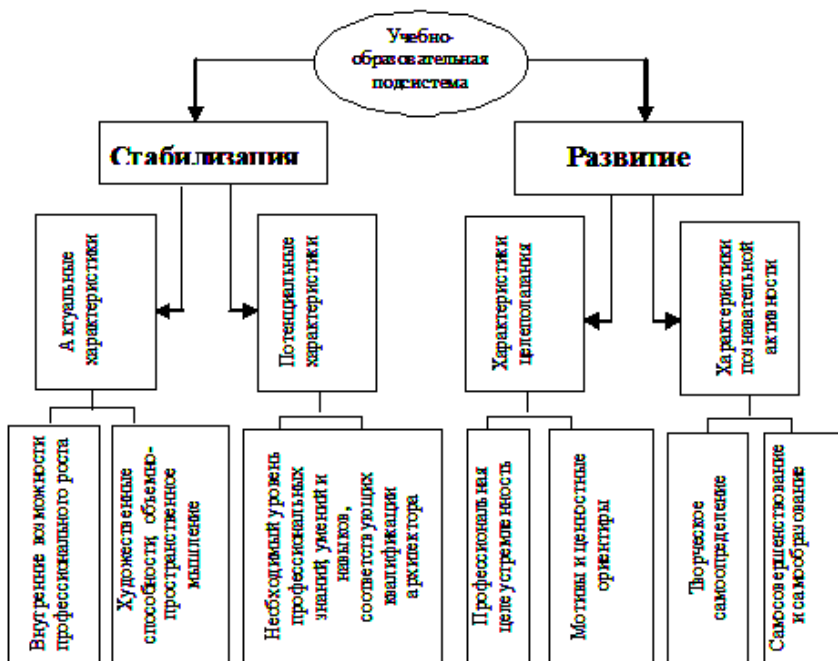 Учебно-
образовательная
подсистема
Стабилизация
Развитие
Актуальные
характеристики
Потенциальные
характеристики
Характеристики
целеполагания
Характеристики
познавательной
активности
Внутренние возможности
профессионального роста
Художественные
способности, объемно-
пространственное
мышление
Необходимый уровень
профессиональных
знаний, умений и
навыков,
соответствующих
квалификации
архитектора
Профессиональная
целеустремленность
Мотивы и ценностные
ориентиры
Творческое
самоопределение
Самосовершенствование
и самообразование